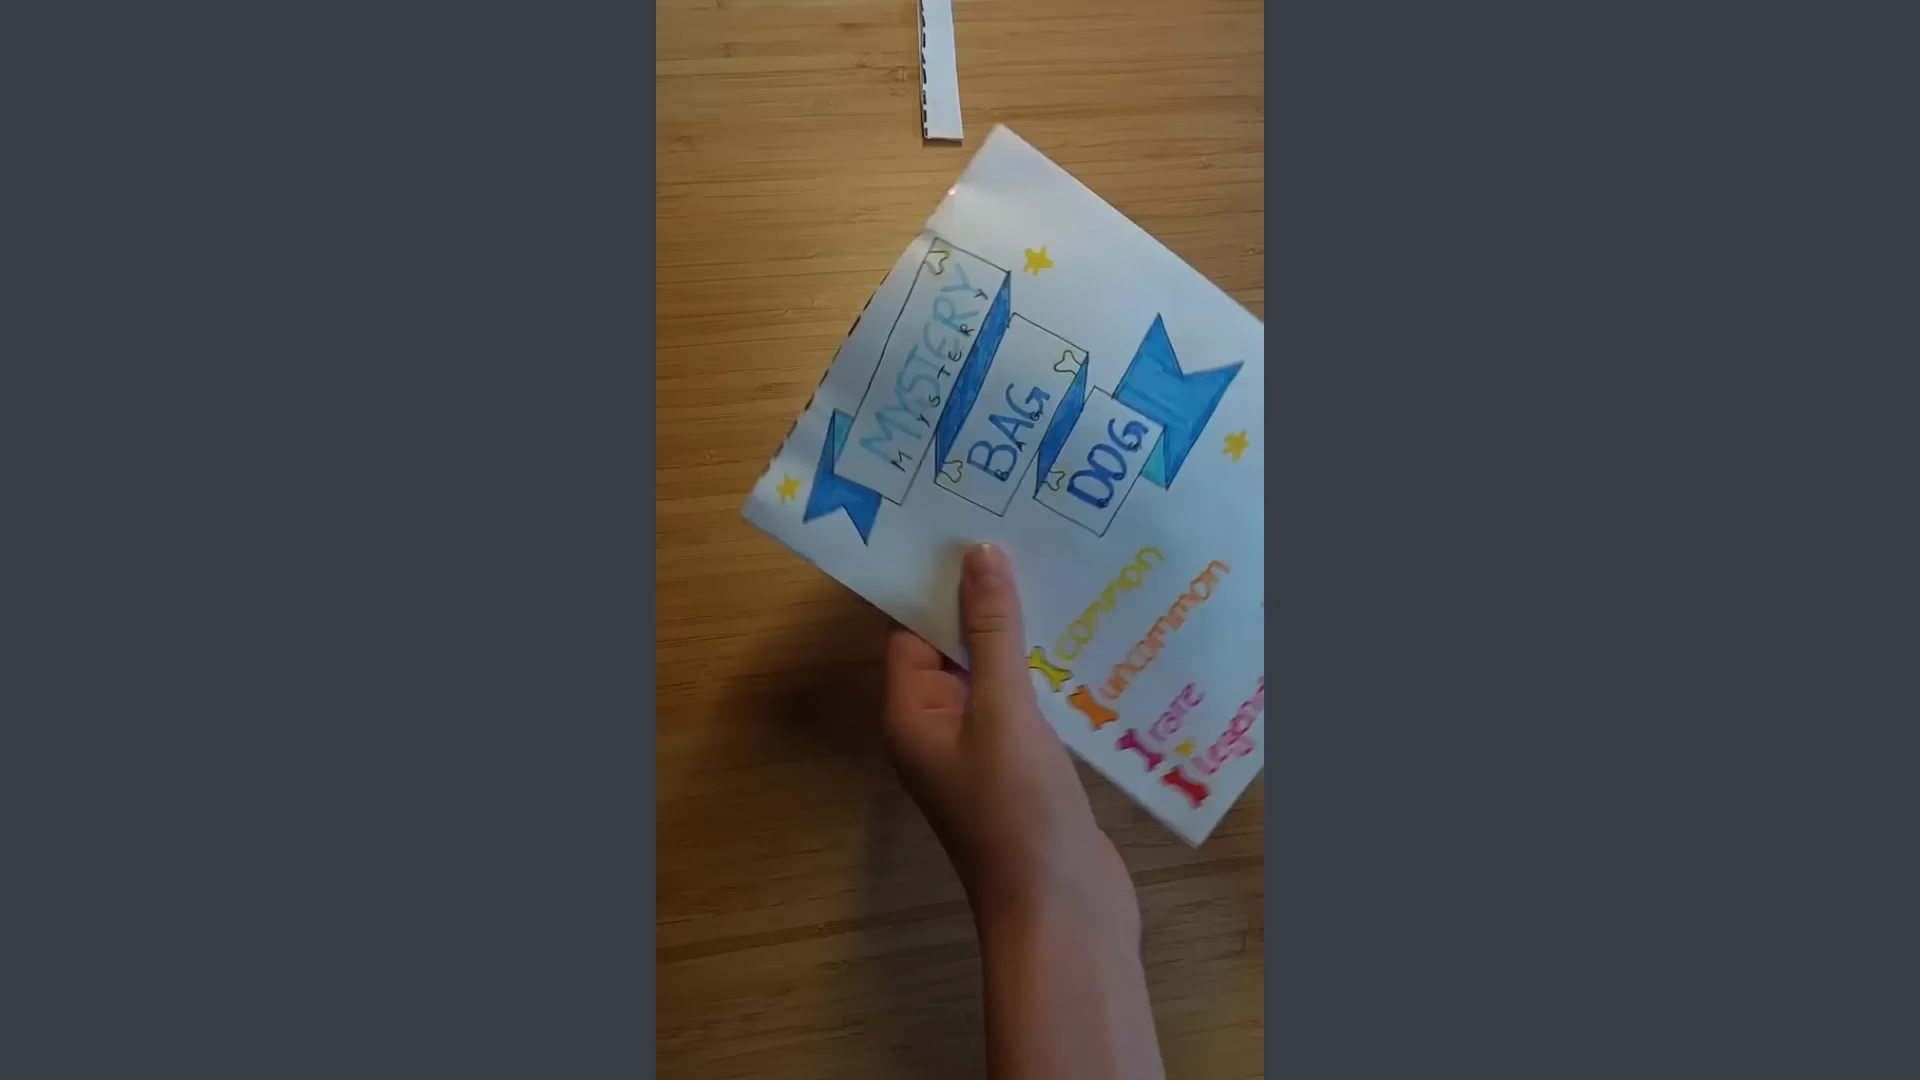 MYSTERY
MYSTERY
BAG
BAG
DOG
common
uncommon
rare